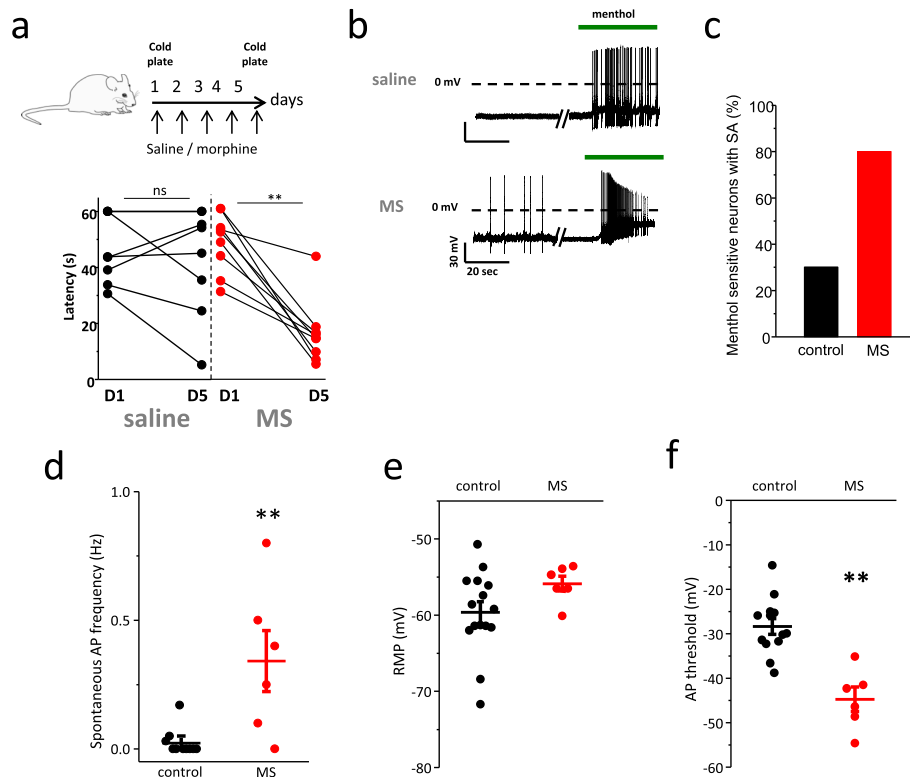 a
Cold
plate
Cold
plate
1 2 3 4 5
days
Saline / morphine
ns
**
Latency (s)
60
40
20
0
D1 D5 D1 D5
saline MS
b
menthol
saline
0 mV
MS
0 mV
30 mV
20 sec
c
Menthol sensitive neurons with SA (%)
100
80
60
40
20
0
control MS
d
Spontaneous AP frequency (Hz)
1.0
0.5
0.0
**
control MS
e
control MS
RMP (mV)
-50
-60
-70
-80
f
control MS
AP threshold (mV)
0
-10
-20
-30
-40
-50
-60
**